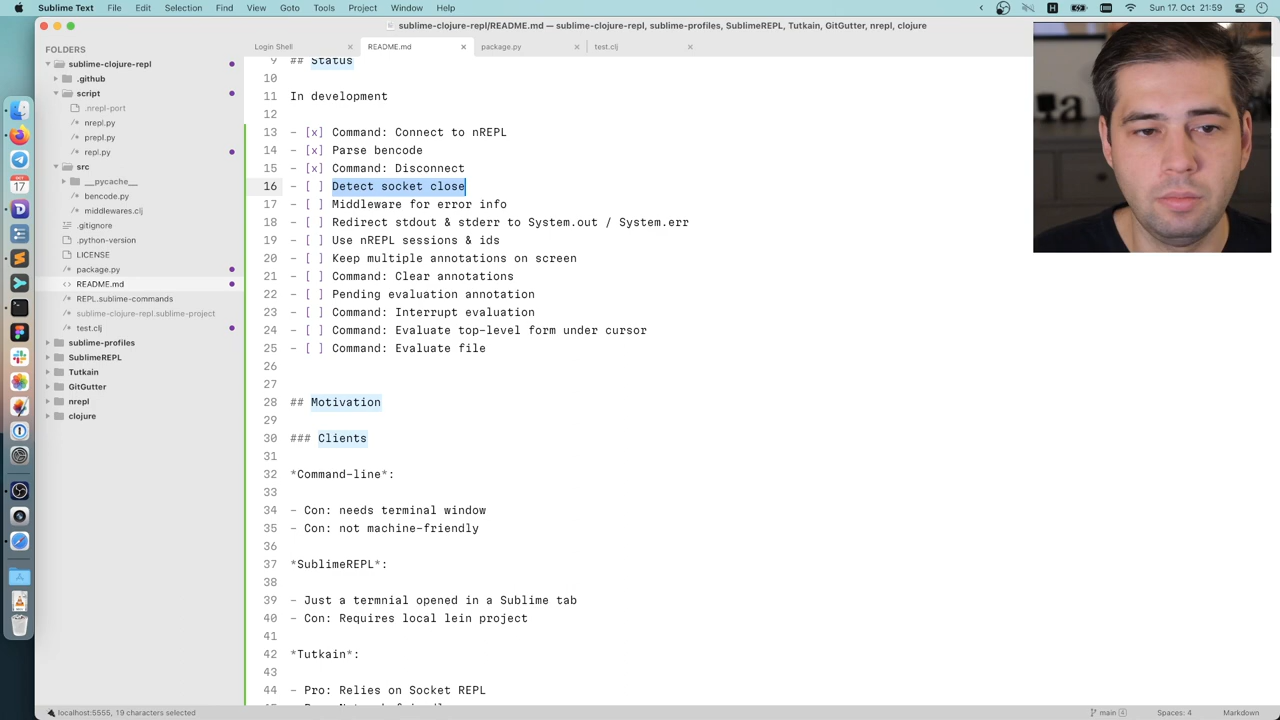 Sublime Text File Edit Selection Find View Goto Tools Project Window Help Sun 17. Oct 21:59
sublime-clojure-repl/README.md — sublime-clojure-repl, sublime-profiles, SublimeREPL, Tutkain, GitGutter, nrepl, clojure
FOLDERS
sublime-clojure-repl
.github
script
.nrepl-port
nrepl.py
prepl.py
repl.py
src
__pycache__
bencode.py
middlewares.clj
.gitignore
.python-version
LICENSE
package.py
README.md
REPL.sublime-commands
sublime-clojure-repl.sublime-project
test.clj
sublime-profiles
SublimeREPL
Tutkain
GitGutter
nrepl
clojure
OCT
17
Login Shell README.md package.py test.clj
9 ## Status
10
11 In development
12
13 - [x] Command: Connect to nREPL
14 - [x] Parse bencode
15 - [x] Command: Disconnect
16 - [ ] Detect socket close
17 - [ ] Middleware for error info
18 - [ ] Redirect stdout & stderr to System.out / System.err
19 - [ ] Use nREPL sessions & ids
20 - [ ] Keep multiple annotations on screen
21 - [ ] Command: Clear annotations
22 - [ ] Pending evaluation annotation
23 - [ ] Command: Interrupt evaluation
24 - [ ] Command: Evaluate top-level form under cursor
25 - [ ] Command: Evaluate file
26
27
28 ## Motivation
29
30 ### Clients
31
32 *Command-line*:
33
34 - Con: needs terminal window
35 - Con: not machine-friendly
36
37 *SublimeREPL*:
38
39 - Just a termnial opened in a Sublime tab
40 - Con: Requires local lein project
41
42 *Tutkain*:
43
44 - Pro: Relies on Socket REPL
localhost:5555, 19 characters selected main 4 Spaces: 4 Markdown